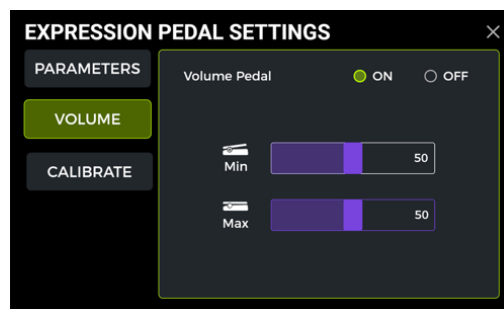 EXPRESSION PEDAL SETTINGS
PARAMETERS
Volume Pedal ON OFF
VOLUME
Min 50
CALIBRATE
Max 50